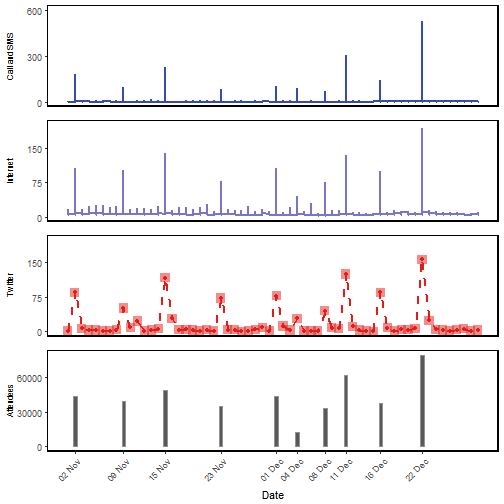 600
300
0
Call and SMS
150
75
0
Internet
150
75
0
Twitter
60000
30000
0
Attendees
02 Nov
09 Nov
15 Nov
23 Nov
01 Dec
04 Dec
08 Dec
11 Dec
16 Dec
22 Dec
Date